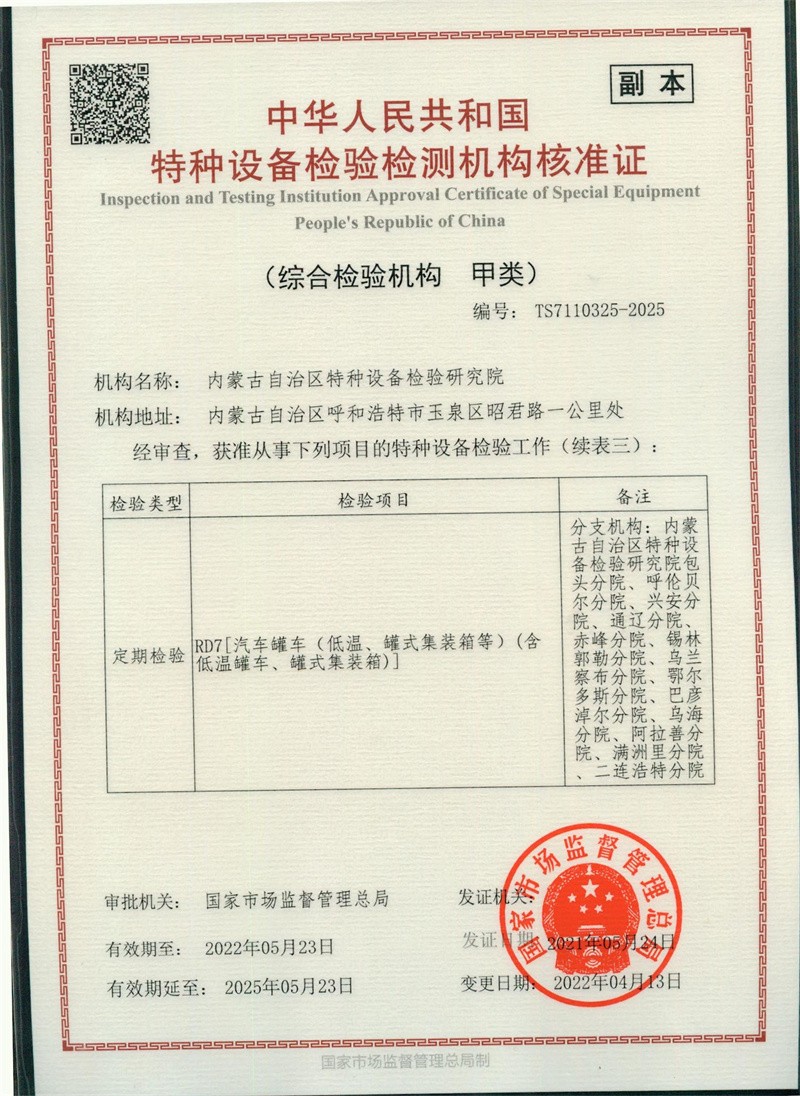 副 本
中华人民共和国
特种设备检验检测机构核准证
Inspection and Testing Institution Approval Certificate of Special Equipment
People's Republic of China
（综合检验机构　甲类）
编号： TS7110325-2025
机构名称： 内蒙古自治区特种设备检验研究院
机构地址： 内蒙古自治区呼和浩特市玉泉区昭君路一公里处
经审查，获准从事下列项目的特种设备检验工作（续表三）：
检验类型 检验项目 备注
定期检验
RD7[汽车罐车（低温、罐式集装箱等）(含
低温罐车、罐式集装箱)]
分支机构：内蒙
古自治区特种设
备检验研究院包
头分院、呼伦贝
尔分院、兴安分
院、通辽分院、
赤峰分院、锡林
郭勒分院、乌兰
察布分院、鄂尔
多斯分院、巴彦
淖尔分院、乌海
分院、阿拉善分
院、满洲里分院
、二连浩特分院
审批机关： 国家市场监督管理总局
发证机关：
国家市场监督管理总局
有效期至： 2022年05月23日
发证日期 2021年05月24日
有效期延至： 2025年05月23日
变更日期： 2022年04月13日
国家市场监督管理总局制